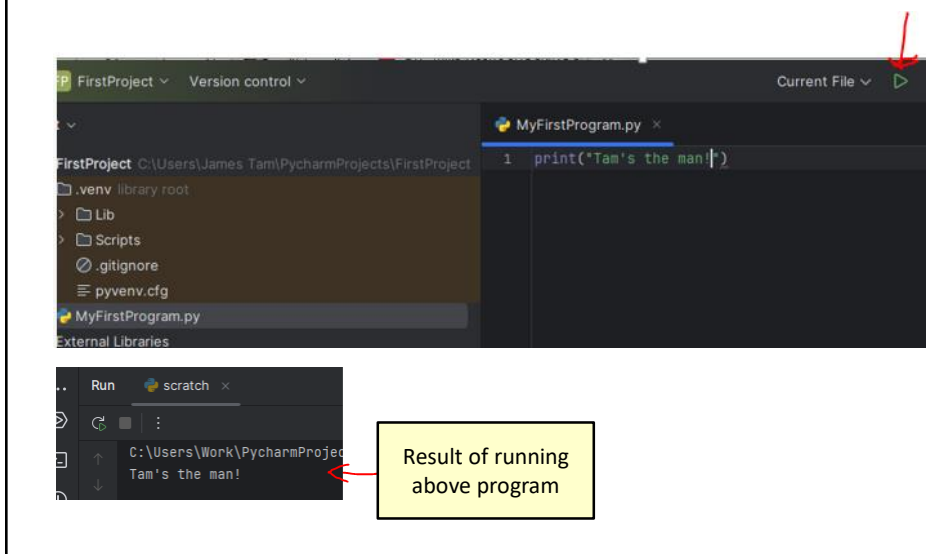 FP FirstProject Version control Current File
MyFirstProgram.py ×
FirstProject C:\Users\James Tam\PycharmProjects\FirstProject
1 print("Tam's the man!")
.venv library root
Lib
Scripts
.gitignore
pyvenv.cfg
MyFirstProgram.py
External Libraries
Run scratch ×
C:\Users\Work\PycharmProjec
Tam's the man!
Result of running
above program